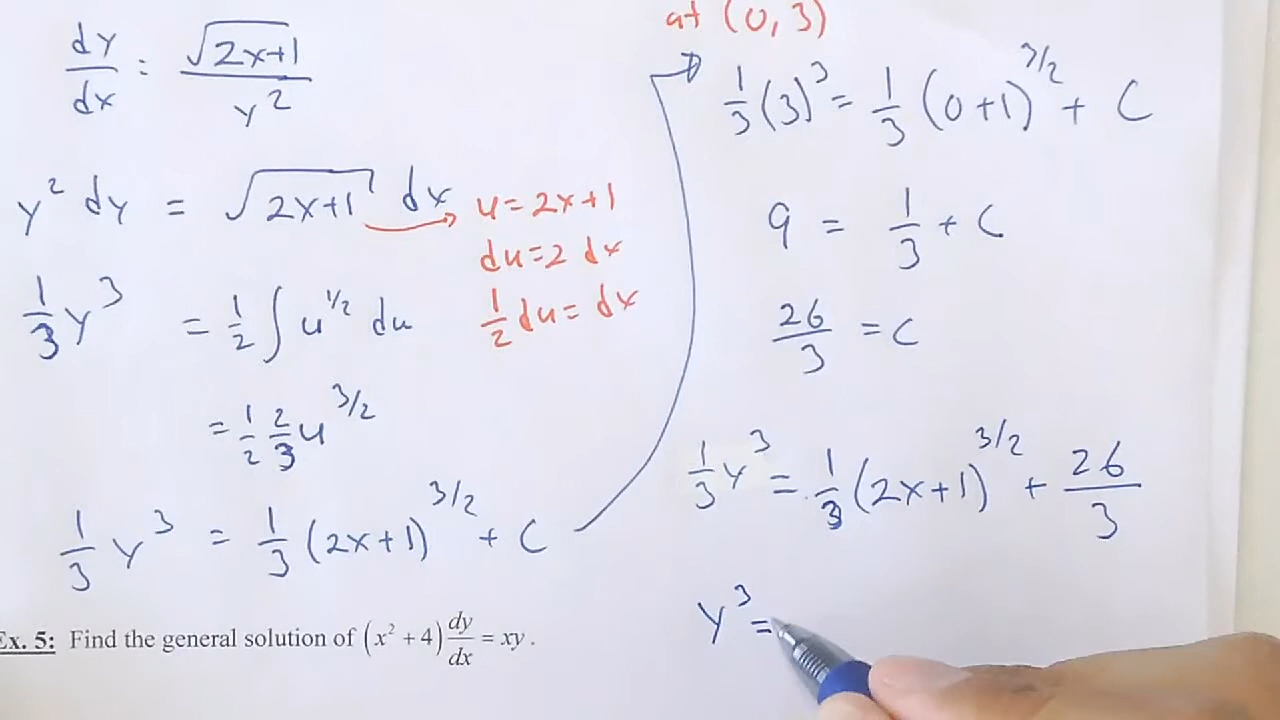 dy/dx : √(2x+1) / y²
y² dy = √(2x+1) dx
u = 2x+1
du = 2 dx
1/2 du = dx
1/3 y³ = 1/2 ∫ u^1/2 du
= 1/2 2/3 u^3/2
1/3 y³ = 1/3 (2x+1)^3/2 + C
Ex. 5: Find the general solution of (x² + 4) dy/dx = xy.
at (0, 3)
1/3 (3)³ = 1/3 (0+1)^3/2 + C
9 = 1/3 + C
26/3 = C
1/3 y³ = 1/3 (2x+1)^3/2 + 26/3
y³ =